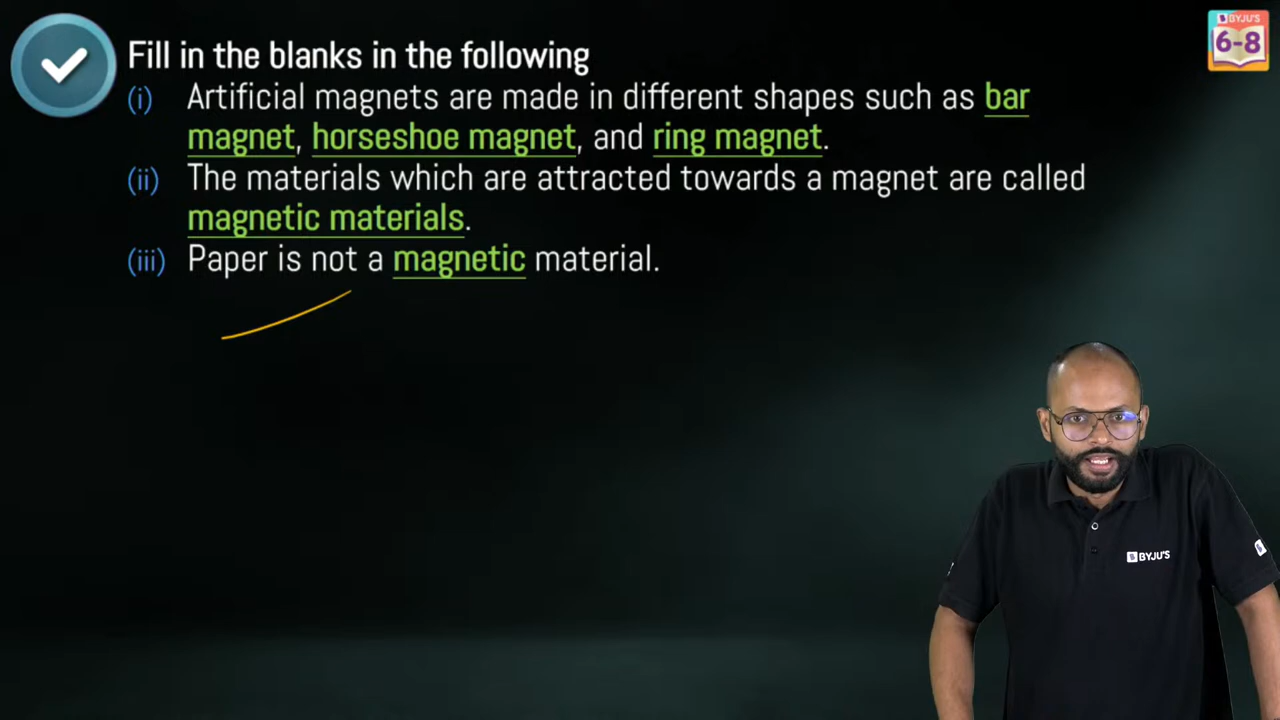 BYJU'S
6-8
Fill in the blanks in the following
(i) Artificial magnets are made in different shapes such as bar
magnet, horseshoe magnet, and ring magnet.
(ii) The materials which are attracted towards a magnet are called
magnetic materials.
(iii) Paper is not a magnetic material.
BYJU'S